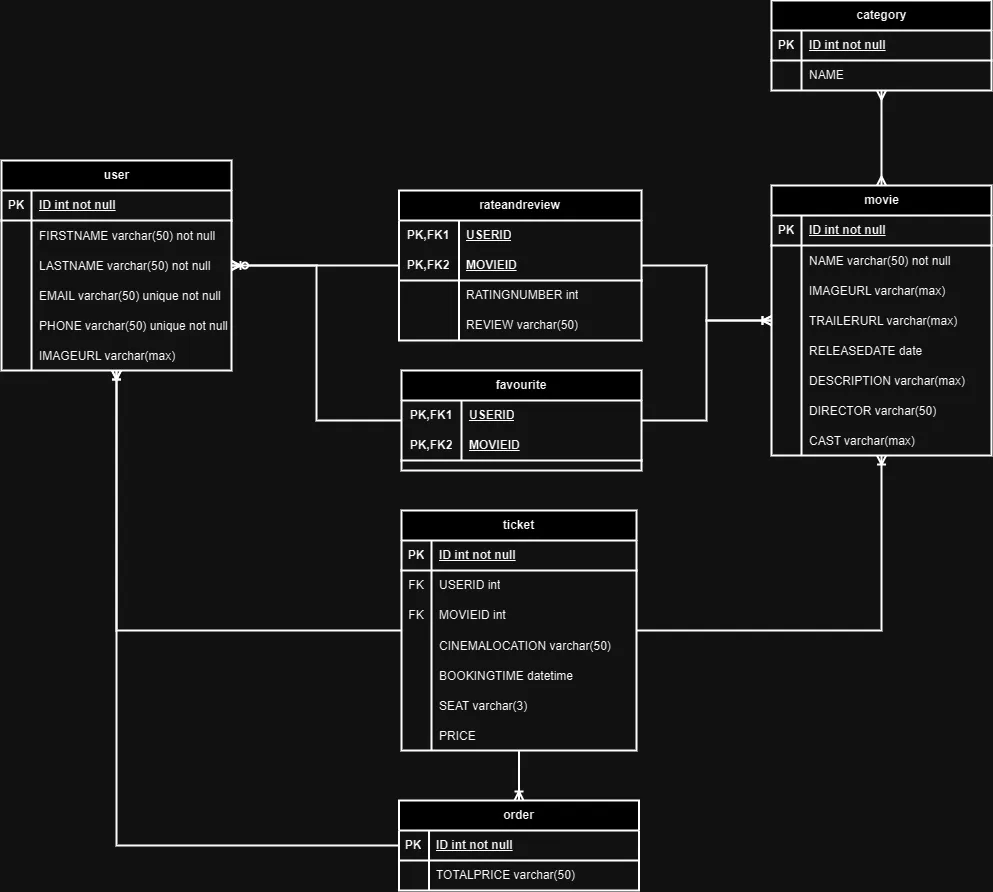 category
PK ID int not null
NAME
user
PK ID int not null
FIRSTNAME varchar(50) not null
LASTNAME varchar(50) not null
EMAIL varchar(50) unique not null
PHONE varchar(50) unique not null
IMAGEURL varchar(max)
rateandreview
PK,FK1 USERID
PK,FK2 MOVIEID
RATINGNUMBER int
REVIEW varchar(50)
movie
PK ID int not null
NAME varchar(50) not null
IMAGEURL varchar(max)
TRAILERURL varchar(max)
RELEASEDATE date
DESCRIPTION varchar(max)
DIRECTOR varchar(50)
CAST varchar(max)
favourite
PK,FK1 USERID
PK,FK2 MOVIEID
ticket
PK ID int not null
FK USERID int
FK MOVIEID int
CINEMALOCATION varchar(50)
BOOKINGTIME datetime
SEAT varchar(3)
PRICE
order
PK ID int not null
TOTALPRICE varchar(50)